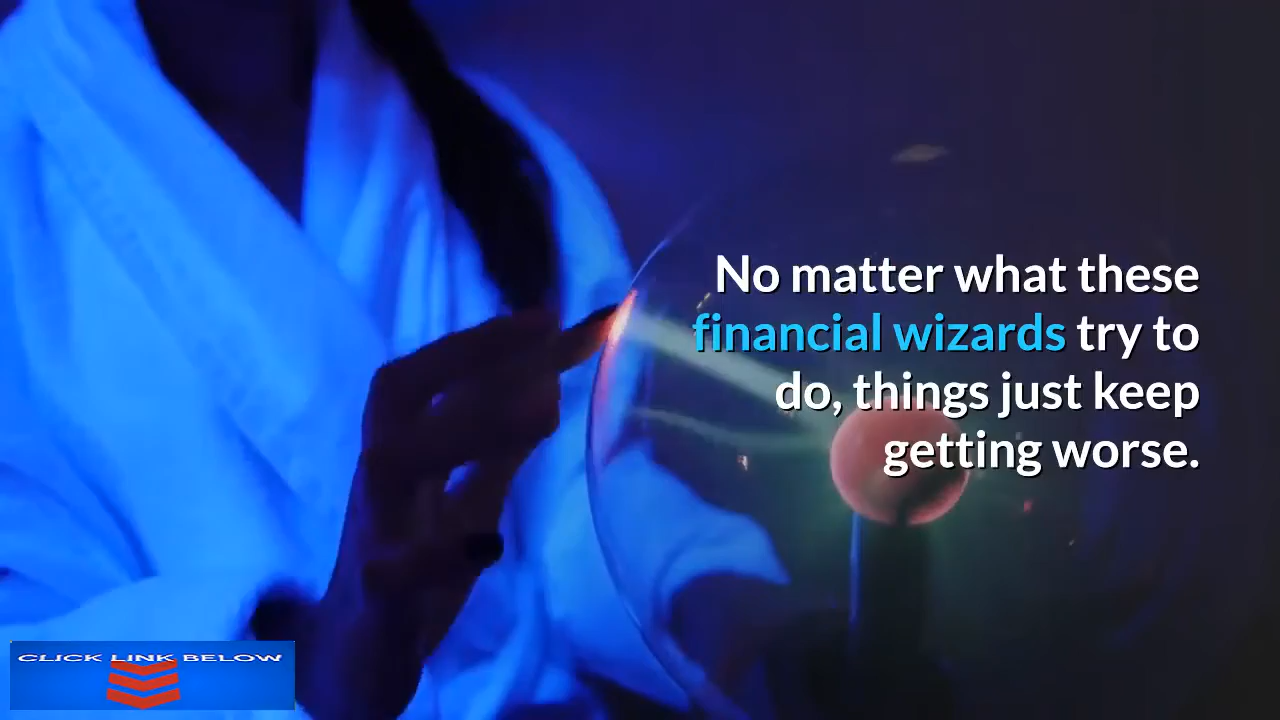 No matter what these
financial wizards try to
do, things just keep
getting worse.
CLICK LINK BELOW